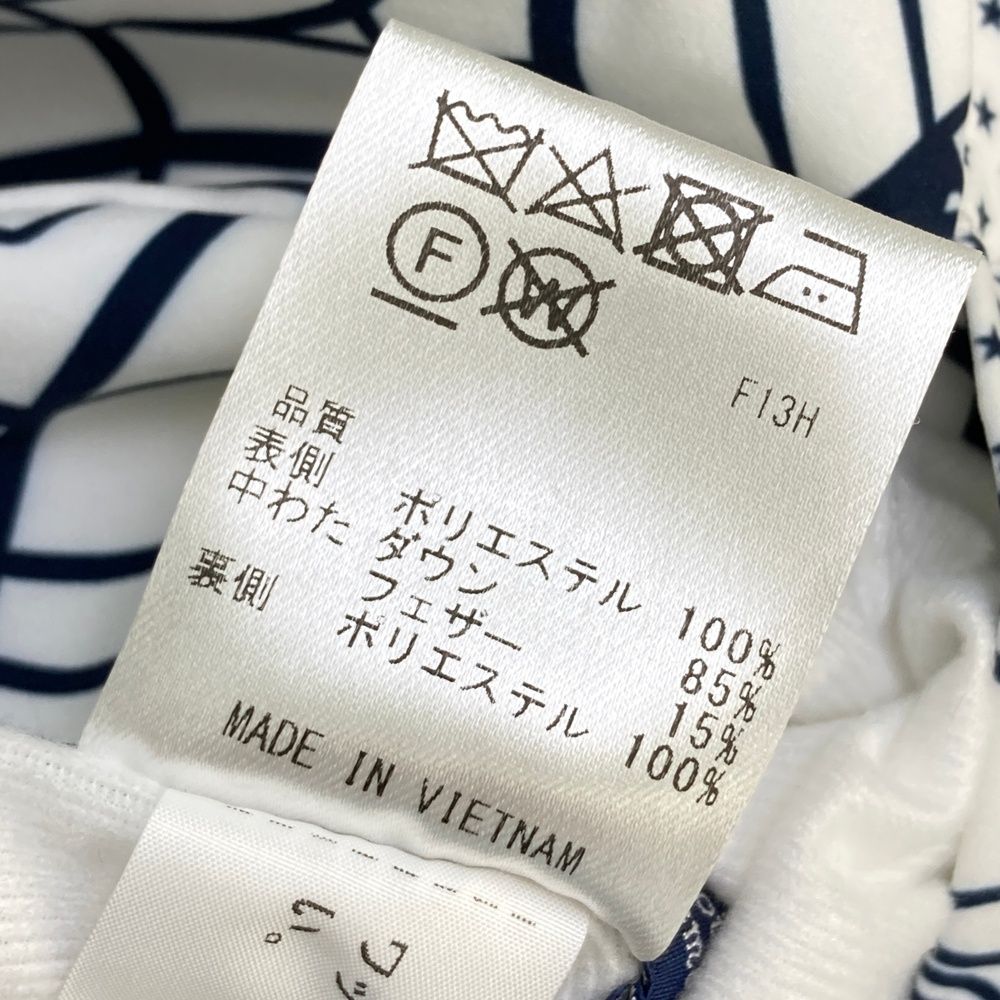 F
W
F13H
品質
表側 ポリエステル 100%
中わた ダウン 85%
フェザー 15%
裏側 ポリエステル 100%
MADE IN VIETNAM